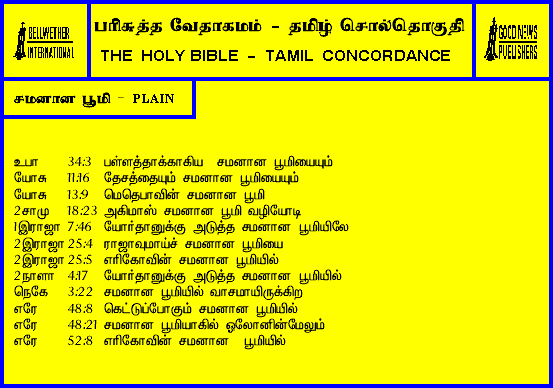 BELLWETHER
INTERNATIONAL
பரிசுத்த வேதாகமம் - தமிழ் சொல்தொகுதி
THE HOLY BIBLE - TAMIL CONCORDANCE
GOOD NEWS
PUBLISHERS
சமனான பூமி - PLAIN
உபா 34:3 பள்ளத்தாக்காகிய சமனான பூமியையும்
யோசு 11:16 தேசத்தையும் சமனான பூமியையும்
யோசு 13:9 மெதெபாவின் சமனான பூமி
2சாமு 18:23 அகிமாஸ் சமனான பூமி வழியோடி
1இராஜா 7:46 யோர்தானுக்கு அடுத்த சமனான பூமியிலே
2இராஜா 25:4 ராஜாவுமாய்ச் சமனான பூமியை
2இராஜா 25:5 எரிகோவின் சமனான பூமியில்
2நாளா 4:17 யோர்தானுக்கு அடுத்த சமனான பூமியில்
நெகே 3:22 சமனான பூமியில் வாசமாயிருக்கிற
எரே 48:8 கெட்டுப்போகும் சமனான பூமியில்
எரே 48:21 சமனான பூமியாகில் ஓலோனின்மேலும்
எரே 52:8 எரிகோவின் சமனான பூமியில்